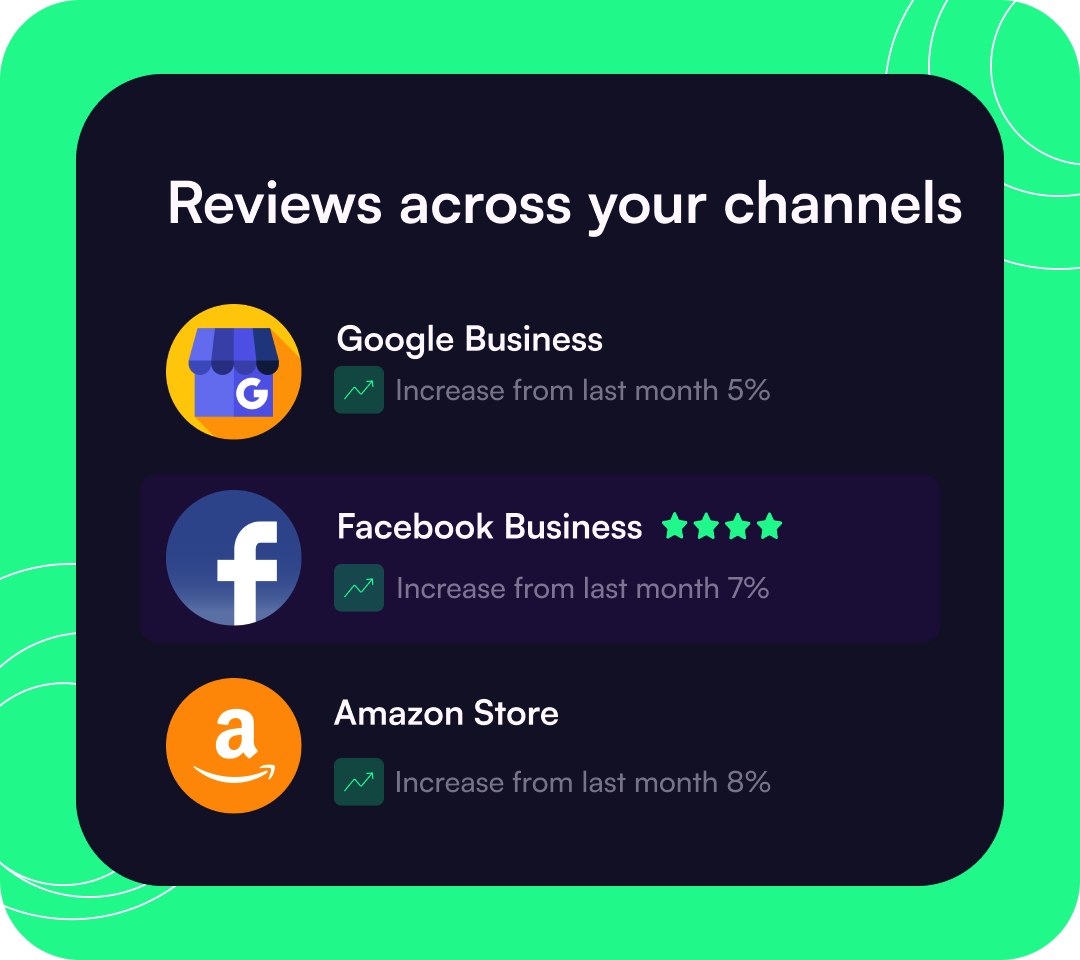 Reviews across your channels
Google Business
Increase from last month 5%
Facebook Business
Increase from last month 7%
Amazon Store
Increase from last month 8%